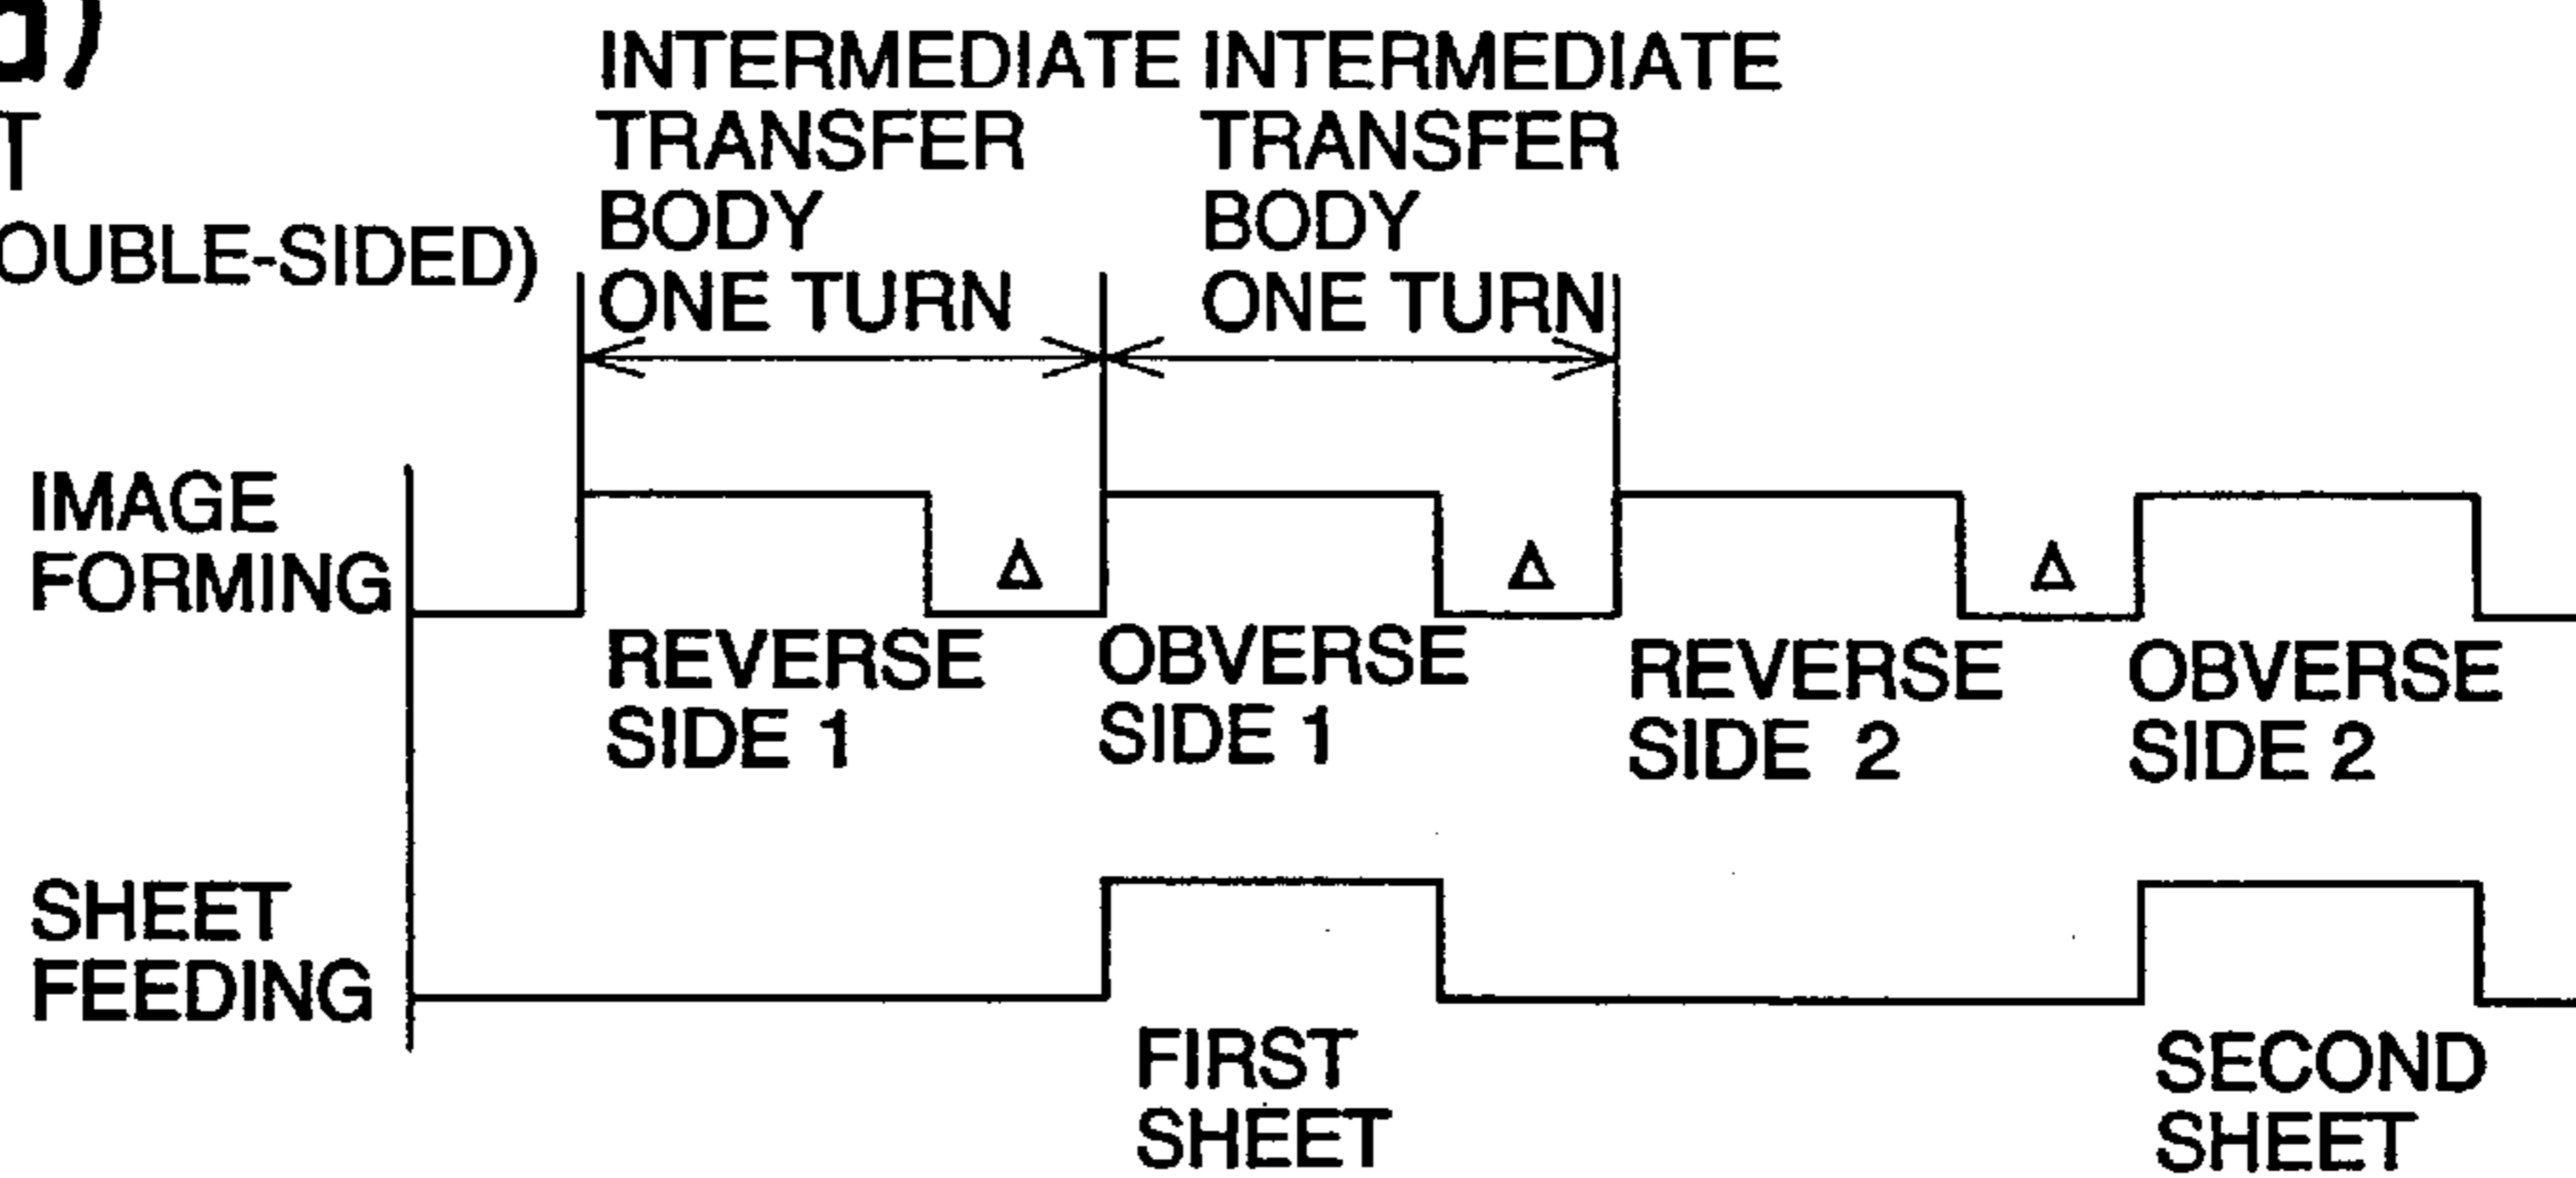 INTERMEDIATE INTERMEDIATE
TRANSFER TRANSFER
BODY BODY
ONE TURN ONE TURN
T
OUBLE-SIDED)
IMAGE
FORMING
Δ Δ Δ
REVERSE
SIDE 1
OBVERSE
SIDE 1
REVERSE
SIDE 2
OBVERSE
SIDE 2
SHEET
FEEDING
FIRST
SHEET
SECOND
SHEET